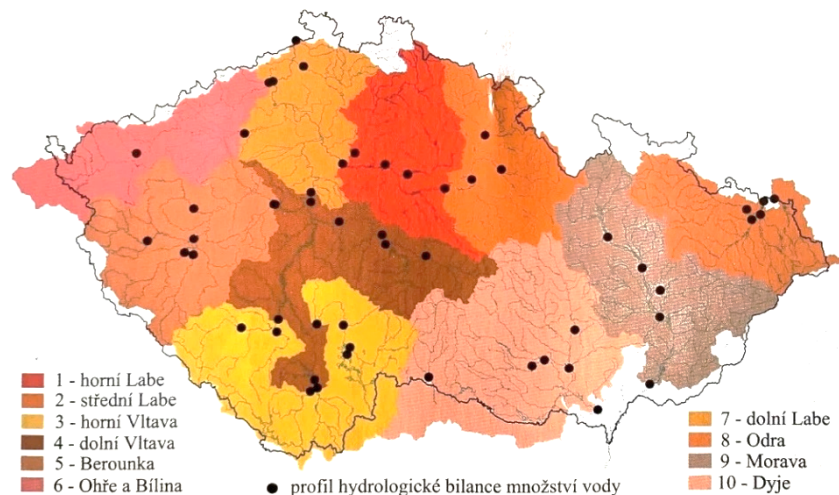 1 - horní Labe
2 - střední Labe
3 - horní Vltava
4 - dolní Vltava
5 - Berounka
6 - Ohře a Bílina
profil hydrologické bilance množství vody
7 - dolní Labe
8 - Odra
9 - Morava
10 - Dyje